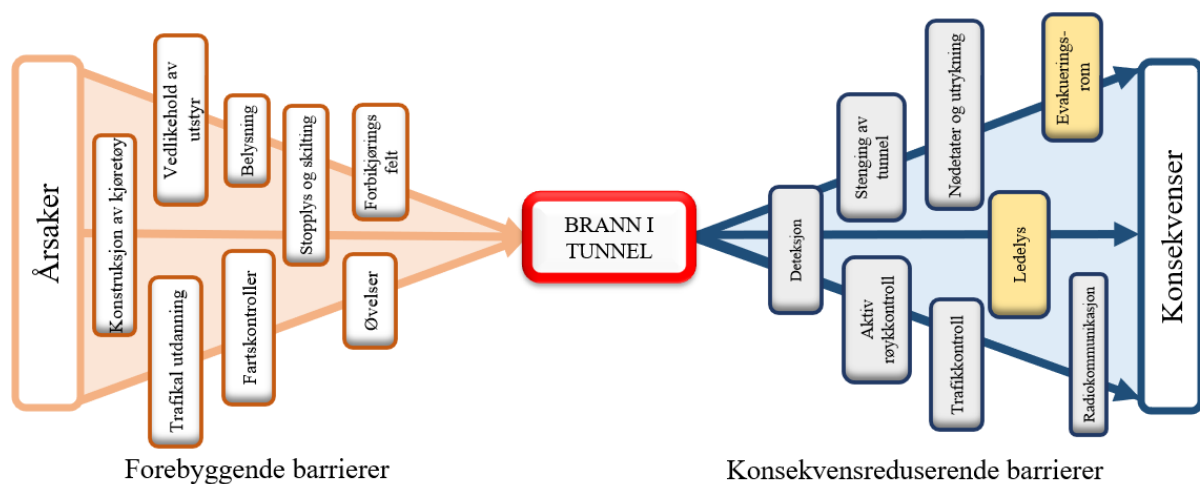 Årsaker
Konstruksjon av kjøretøy
Vedlikehold av
utstyr
Trafikal utdanning
Belysning
Fartskontroller
Stopplys og skilting
Forbikjørings
felt
Øvelser
BRANN I
TUNNEL
Deteksjon
Stenging av
tunnel
Aktiv
røykkontroll
Nødetater og utrykning
Trafikkontroll
Ledelys
Evakuerings-
rom
Radiokommunikasjon
Konsekvenser
Forebyggende barrierer
Konsekvensreduserende barrierer